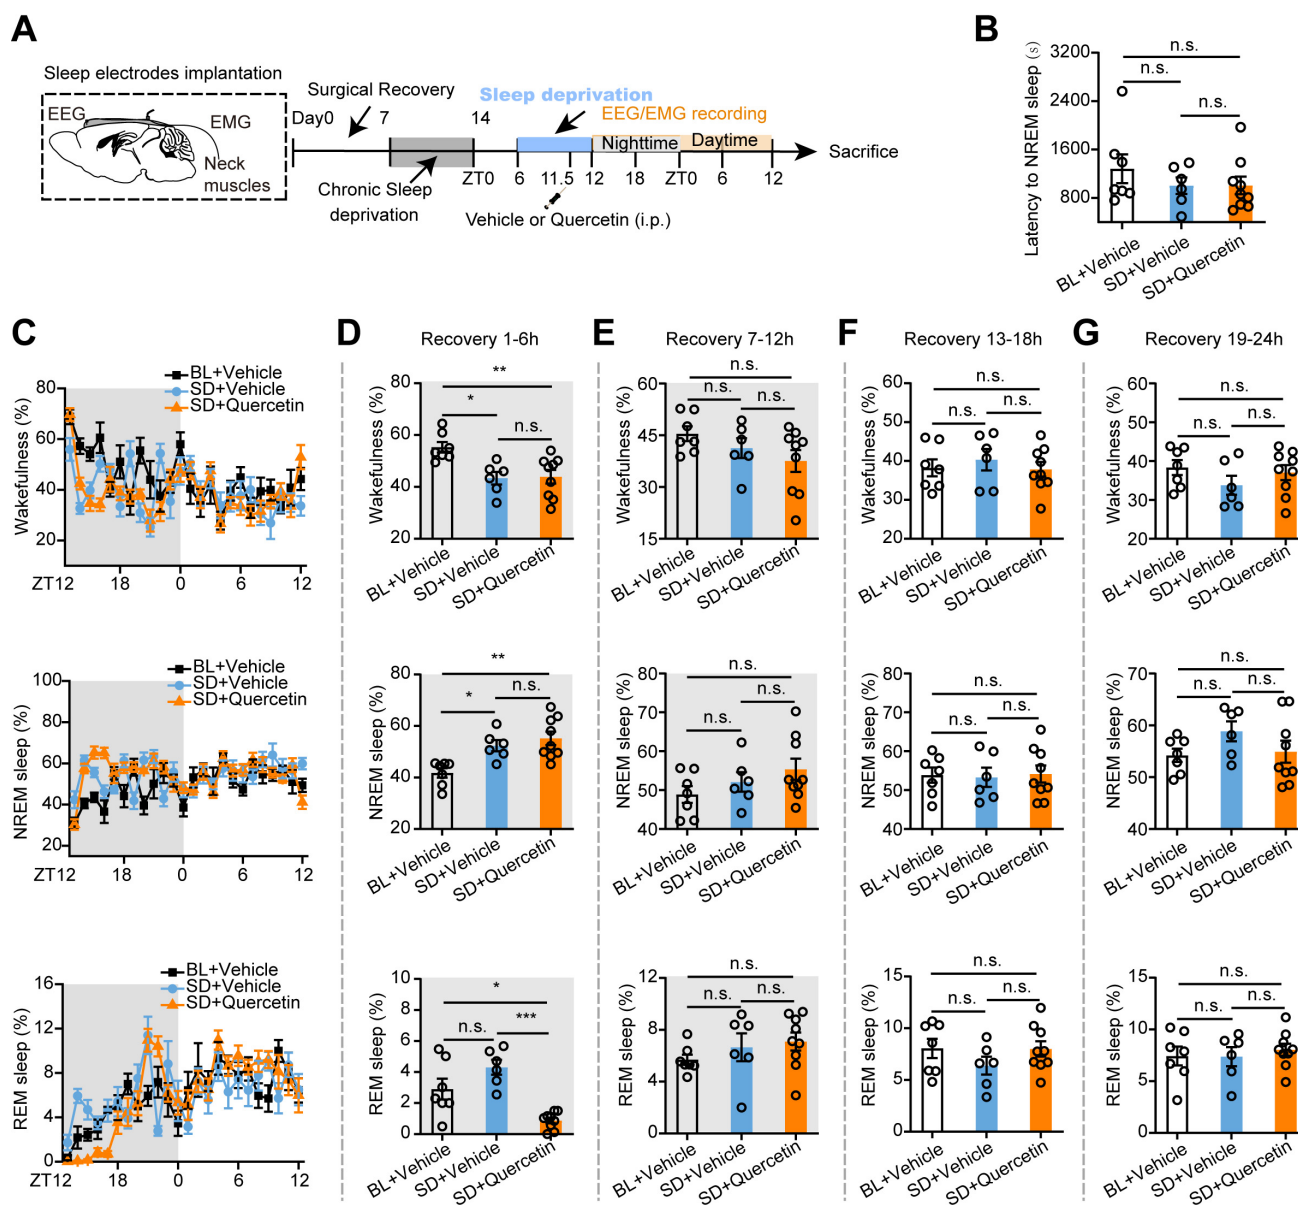 A
Sleep electrodes implantation
EEG
EMG
Neck
muscles
Surgical Recovery
Sleep deprivation
EEG/EMG recording
Day0 7 14
Nighttime Daytime
Sacrifice
Chronic Sleep
deprivation
ZT0 6 11.5 12 18 ZT0 6 12
Vehicle or Quercetin (i.p.)
B
Latency to NREM sleep (s)
3200
2400
1600
800
n.s.
n.s.
n.s.
BL+Vehicle
SD+Vehicle
SD+Quercetin
C
BL+Vehicle
SD+Vehicle
SD+Quercetin
Wakefulness (%)
80
60
40
20
ZT12 18 0 6 12
D
Recovery 1-6h
Wakefulness (%)
80
60
40
20
**
*
n.s.
BL+Vehicle
SD+Vehicle
SD+Quercetin
E
Recovery 7-12h
Wakefulness (%)
60
45
30
15
n.s.
n.s.
n.s.
BL+Vehicle
SD+Vehicle
SD+Quercetin
F
Recovery 13-18h
Wakefulness (%)
60
50
40
30
20
n.s.
n.s.
n.s.
BL+Vehicle
SD+Vehicle
SD+Quercetin
G
Recovery 19-24h
Wakefulness (%)
60
50
40
30
20
n.s.
n.s.
n.s.
BL+Vehicle
SD+Vehicle
SD+Quercetin
BL+Vehicle
SD+Vehicle
SD+Quercetin
NREM sleep (%)
100
80
60
40
20
ZT12 18 0 6 12
NREM sleep (%)
80
60
40
20
**
*
n.s.
BL+Vehicle
SD+Vehicle
SD+Quercetin
NREM sleep (%)
80
70
60
50
40
n.s.
n.s.
n.s.
BL+Vehicle
SD+Vehicle
SD+Quercetin
NREM sleep (%)
80
70
60
50
40
n.s.
n.s.
n.s.
BL+Vehicle
SD+Vehicle
SD+Quercetin
NREM sleep (%)
70
60
50
40
n.s.
n.s.
n.s.
BL+Vehicle
SD+Vehicle
SD+Quercetin
BL+Vehicle
SD+Vehicle
SD+Quercetin
REM sleep (%)
16
12
8
4
0
ZT12 18 0 6 12
REM sleep (%)
10
8
6
4
2
0
*
n.s.
***
BL+Vehicle
SD+Vehicle
SD+Quercetin
REM sleep (%)
12
8
4
0
n.s.
n.s.
n.s.
BL+Vehicle
SD+Vehicle
SD+Quercetin
REM sleep (%)
15
10
5
0
n.s.
n.s.
n.s.
BL+Vehicle
SD+Vehicle
SD+Quercetin
REM sleep (%)
15
10
5
0
n.s.
n.s.
n.s.
BL+Vehicle
SD+Vehicle
SD+Quercetin